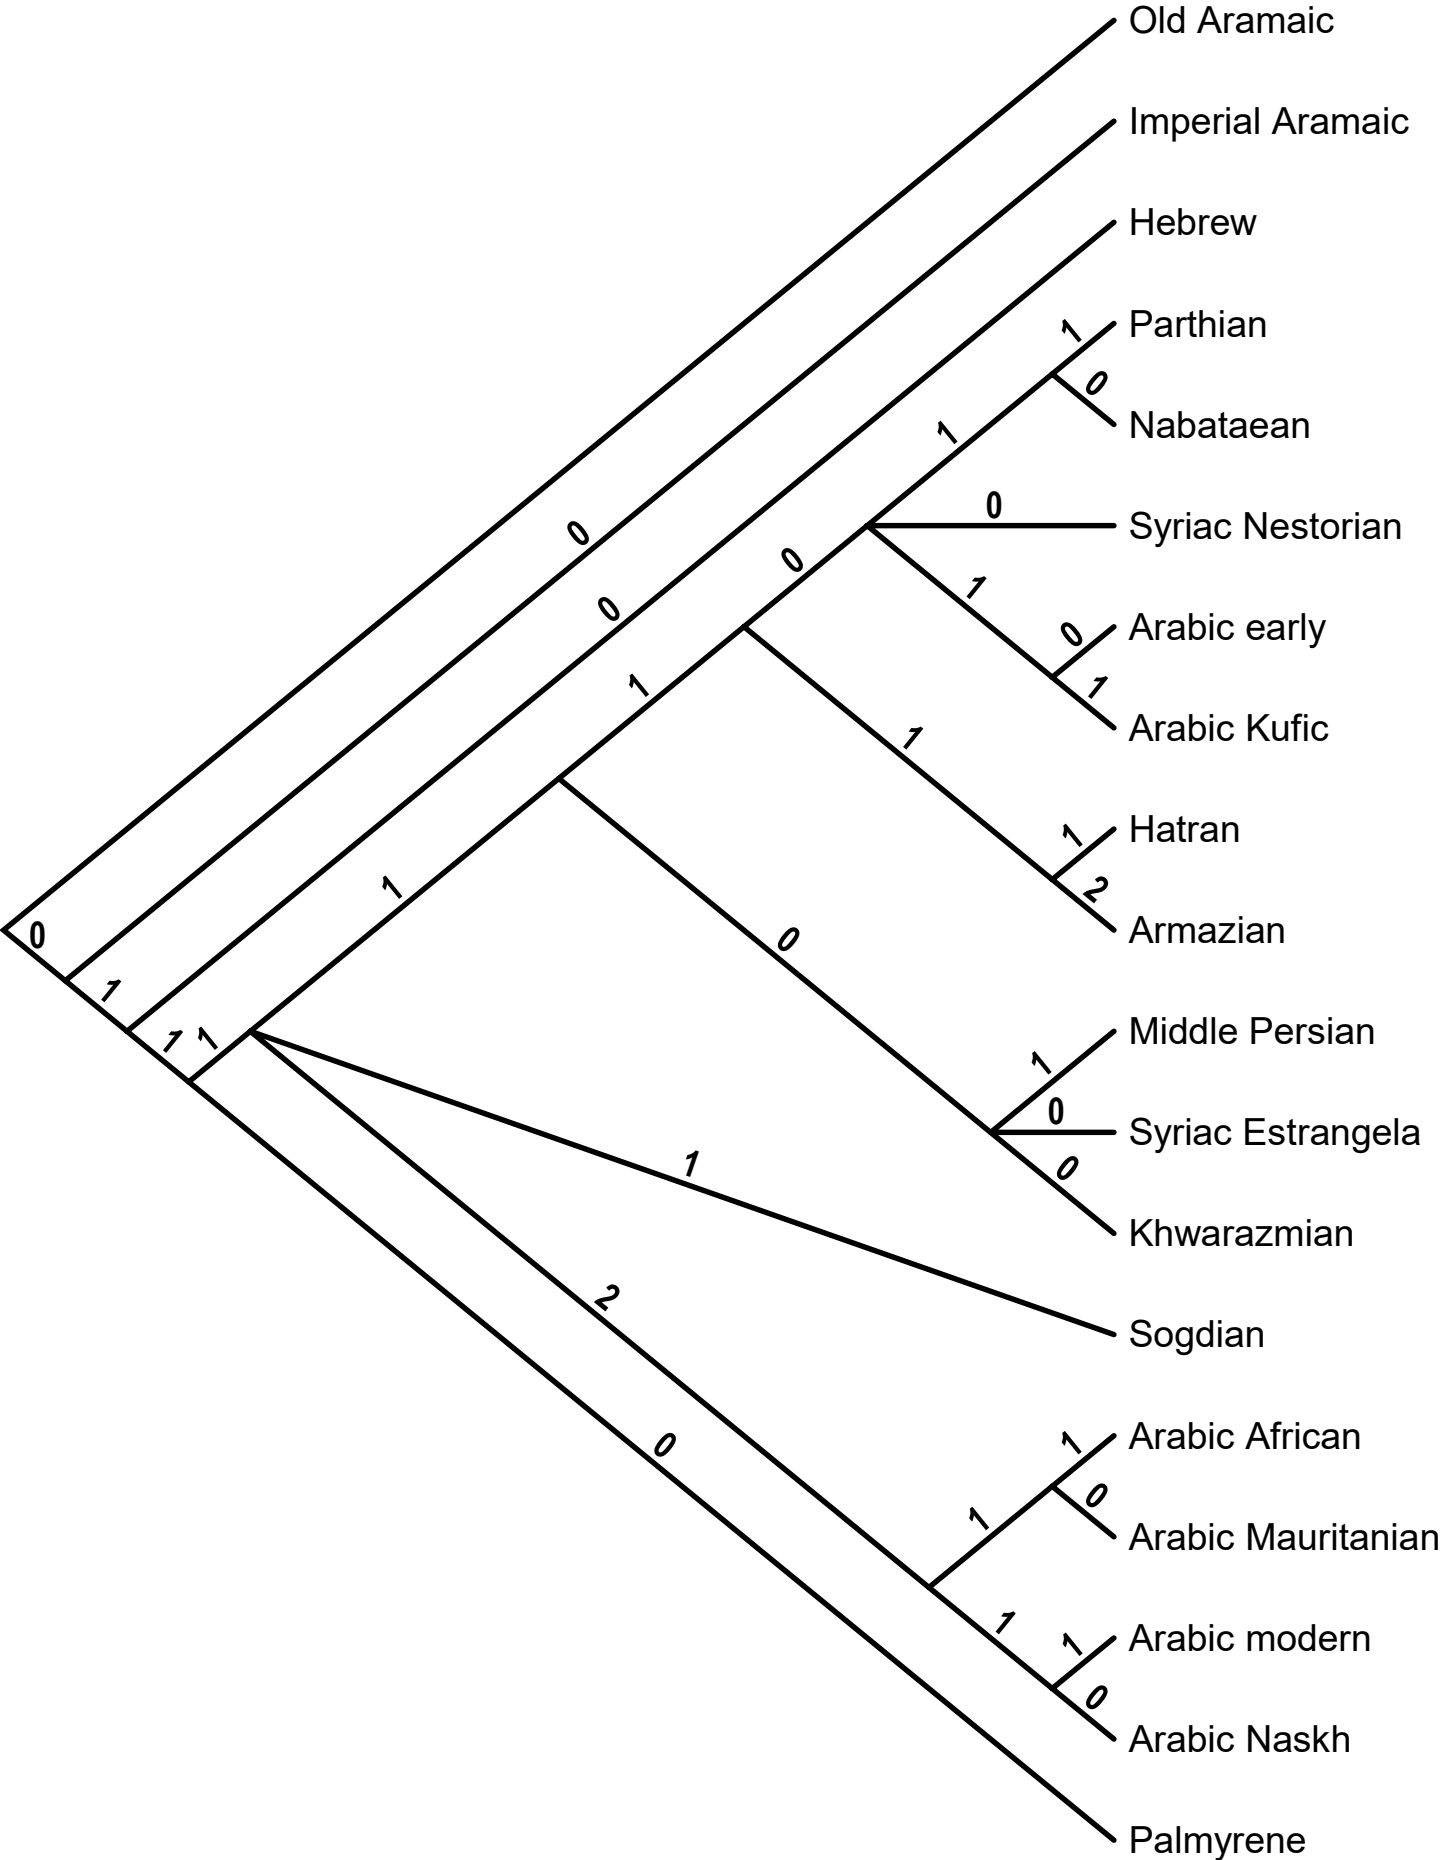 Old Aramaic
Imperial Aramaic
Hebrew
1 Parthian
0
1 Nabataean
0 Syriac Nestorian
0
0
1
0 Arabic early
0
1
1 Arabic Kufic
1
1 Hatran
1
2
0
0 Armazian
1
1 1
1 Middle Persian
0 Syriac Estrangela
1
0
Khwarazmian
2
Sogdian
1 Arabic African
0
0
1 Arabic Mauritanian
1
1 Arabic modern
0
Arabic Naskh
Palmyrene